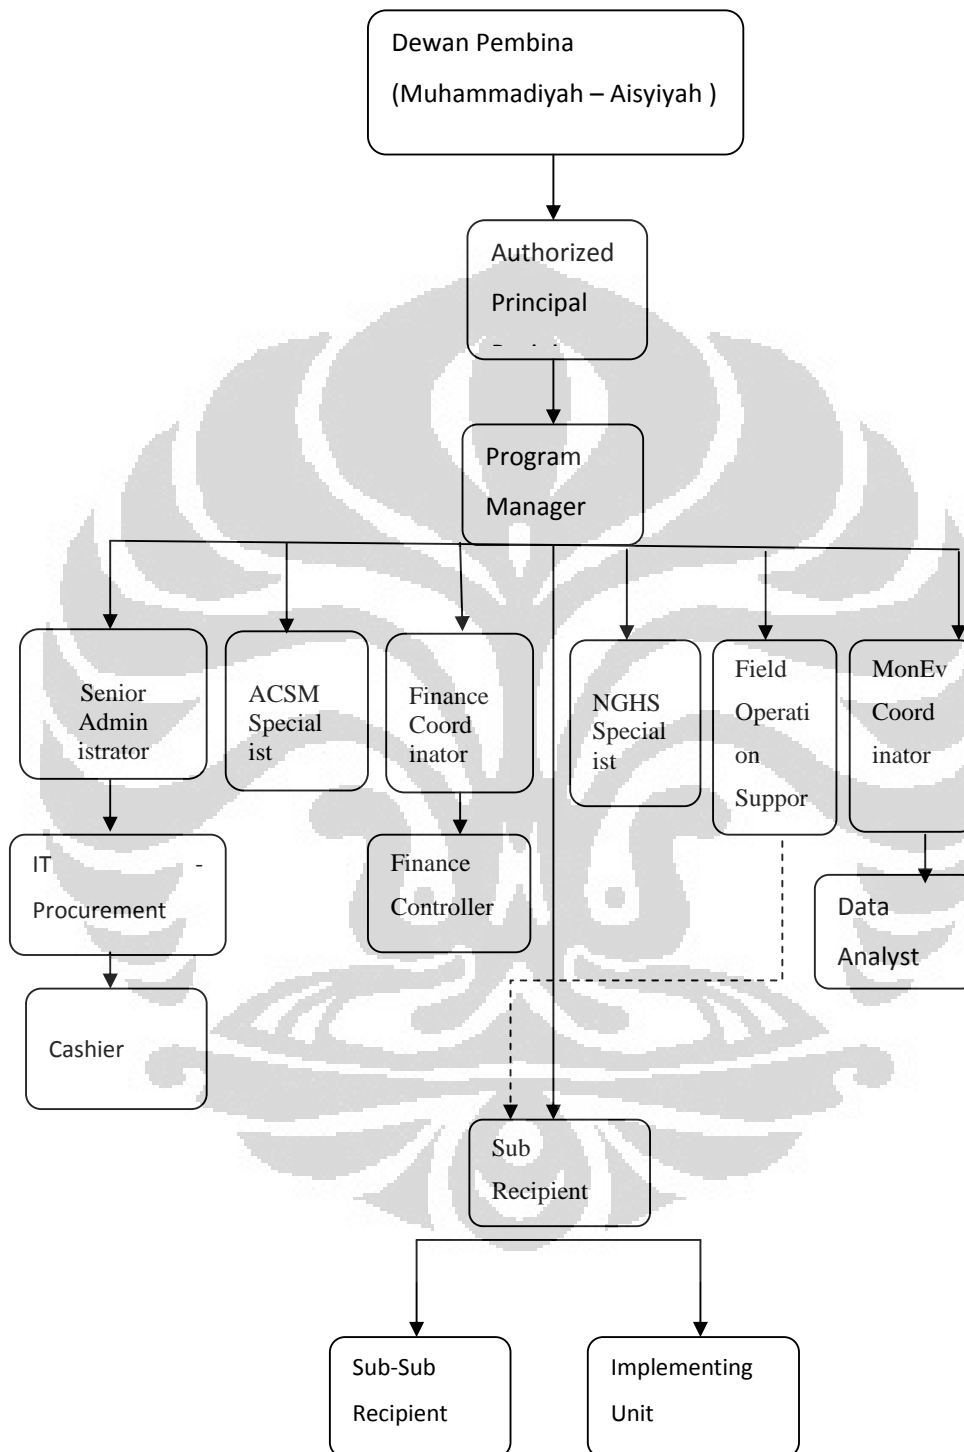 Dewan Pembina
(Muhammadiyah – Aisyiyah )
Authorized
Principal
Program
Manager
Senior
Admin
istrator
ACSM
Special
ist
Finance
Coord
inator
NGHS
Special
ist
Field
Operati
on
Suppor
MonEv
Coord
inator
IT -
Procurement
Finance
Controller
Data
Analyst
Cashier
Sub
Recipient
Sub-Sub
Recipient
Implementing
Unit